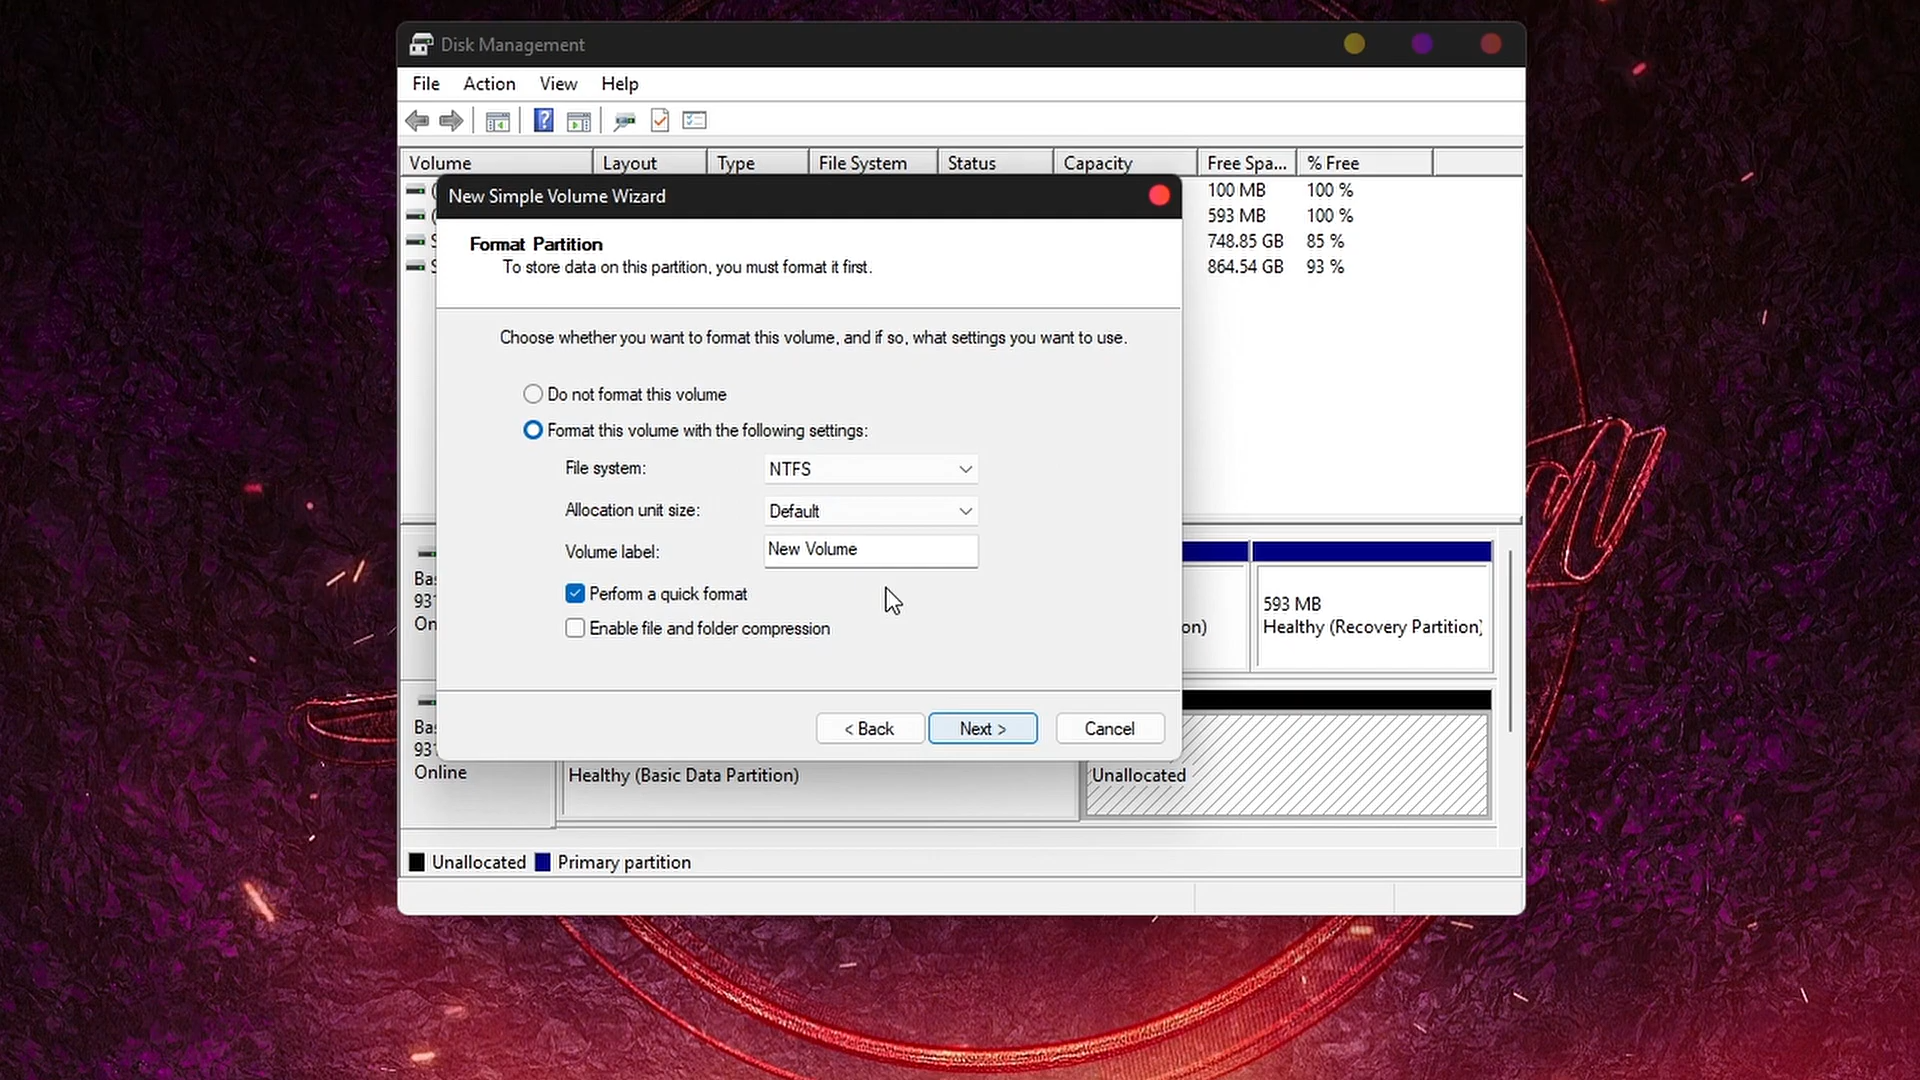 Disk Management
File Action View Help
Volume Layout Type File System Status Capacity Free Spa... % Free
100 MB 100 %
593 MB 100 %
748.85 GB 85 %
864.54 GB 93 %
New Simple Volume Wizard
Format Partition
To store data on this partition, you must format it first.
Choose whether you want to format this volume, and if so, what settings you want to use.
Do not format this volume
Format this volume with the following settings:
File system: NTFS
Allocation unit size: Default
Volume label: New Volume
Perform a quick format
Enable file and folder compression
< Back Next > Cancel
Ba
93
On
on)
593 MB
Healthy (Recovery Partition)
Ba
93
Online
Healthy (Basic Data Partition)
Unallocated
Unallocated Primary partition